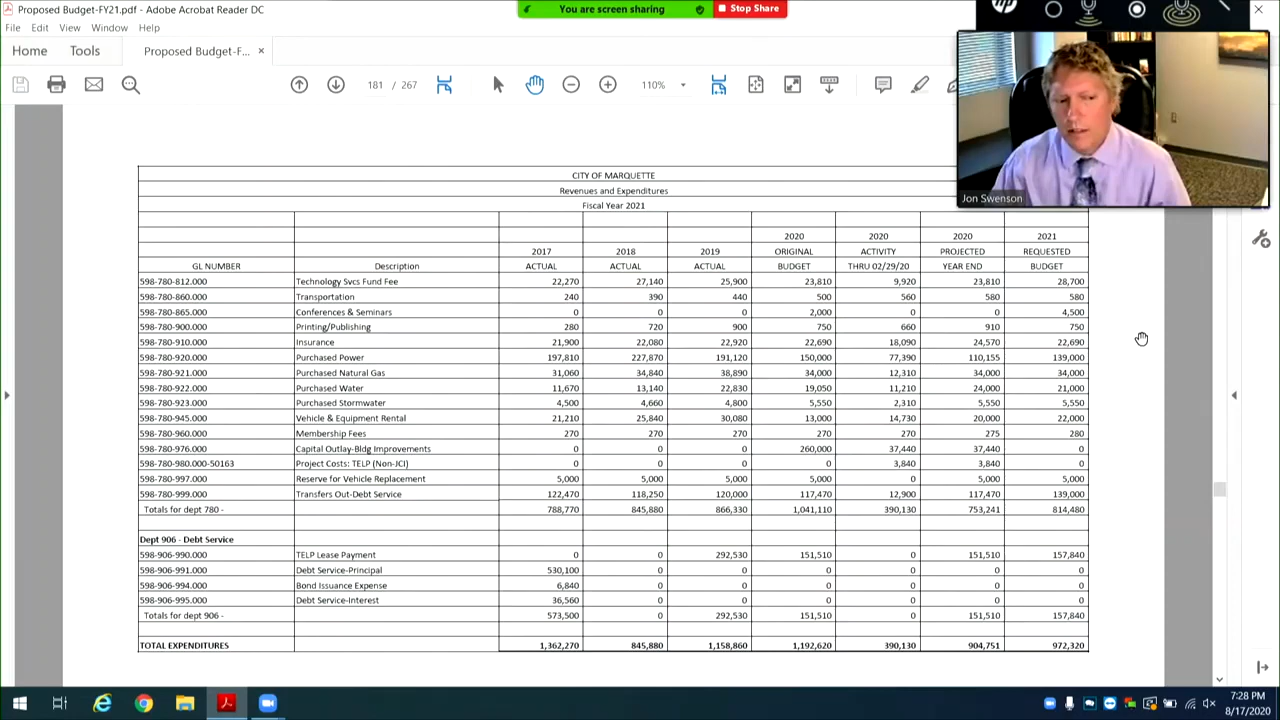 Proposed Budget-FY21.pdf - Adobe Acrobat Reader DC
You are screen sharing
Stop Share
File Edit View Window Help
Home Tools Proposed Budget-F... ×
181 / 267 110%
Jon Swenson
CITY OF MARQUETTE
Revenues and Expenditures
Fiscal Year 2021
2020 2020 2020 2021
2017 2018 2019 ORIGINAL ACTIVITY PROJECTED REQUESTED
GL NUMBER Description ACTUAL ACTUAL ACTUAL BUDGET THRU 02/29/20 YEAR END BUDGET
598-780-812.000 Technology Svcs Fund Fee 22,270 27,140 25,900 23,810 9,920 23,810 28,700
598-780-860.000 Transportation 240 390 440 500 560 580 580
598-780-865.000 Conferences & Seminars 0 0 0 2,000 0 0 4,500
598-780-900.000 Printing/Publishing 280 720 900 750 660 910 750
598-780-910.000 Insurance 21,900 22,080 22,920 22,690 18,090 24,570 22,690
598-780-920.000 Purchased Power 197,810 227,870 191,120 150,000 77,390 110,155 139,000
598-780-921.000 Purchased Natural Gas 31,060 34,840 38,890 34,000 12,310 34,000 34,000
598-780-922.000 Purchased Water 11,670 13,140 22,830 19,050 11,210 24,000 21,000
598-780-923.000 Purchased Stormwater 4,500 4,660 4,800 5,550 2,310 5,550 5,550
598-780-945.000 Vehicle & Equipment Rental 21,210 25,840 30,080 13,000 14,730 20,000 22,000
598-780-960.000 Membership Fees 270 270 270 270 270 275 280
598-780-976.000 Capital Outlay-Bldg Improvements 0 0 0 260,000 37,440 37,440 0
598-780-980.000-50163 Project Costs: TELP (Non-JCI) 0 0 0 0 3,840 3,840 0
598-780-997.000 Reserve for Vehicle Replacement 5,000 5,000 5,000 5,000 0 5,000 5,000
598-780-999.000 Transfers Out-Debt Service 122,470 118,250 120,000 117,470 12,900 117,470 139,000
Totals for dept 780 - 788,770 845,880 866,330 1,041,110 390,130 753,241 814,480
Dept 906 - Debt Service
598-906-990.000 TELP Lease Payment 0 0 292,530 151,510 0 151,510 157,840
598-906-991.000 Debt Service-Principal 530,100 0 0 0 0 0 0
598-906-994.000 Bond Issuance Expense 6,840 0 0 0 0 0 0
598-906-995.000 Debt Service-Interest 36,560 0 0 0 0 0 0
Totals for dept 906 - 573,500 0 292,530 151,510 0 151,510 157,840
TOTAL EXPENDITURES 1,362,270 845,880 1,158,860 1,192,620 390,130 904,751 972,320
7:28 PM
8/17/2020